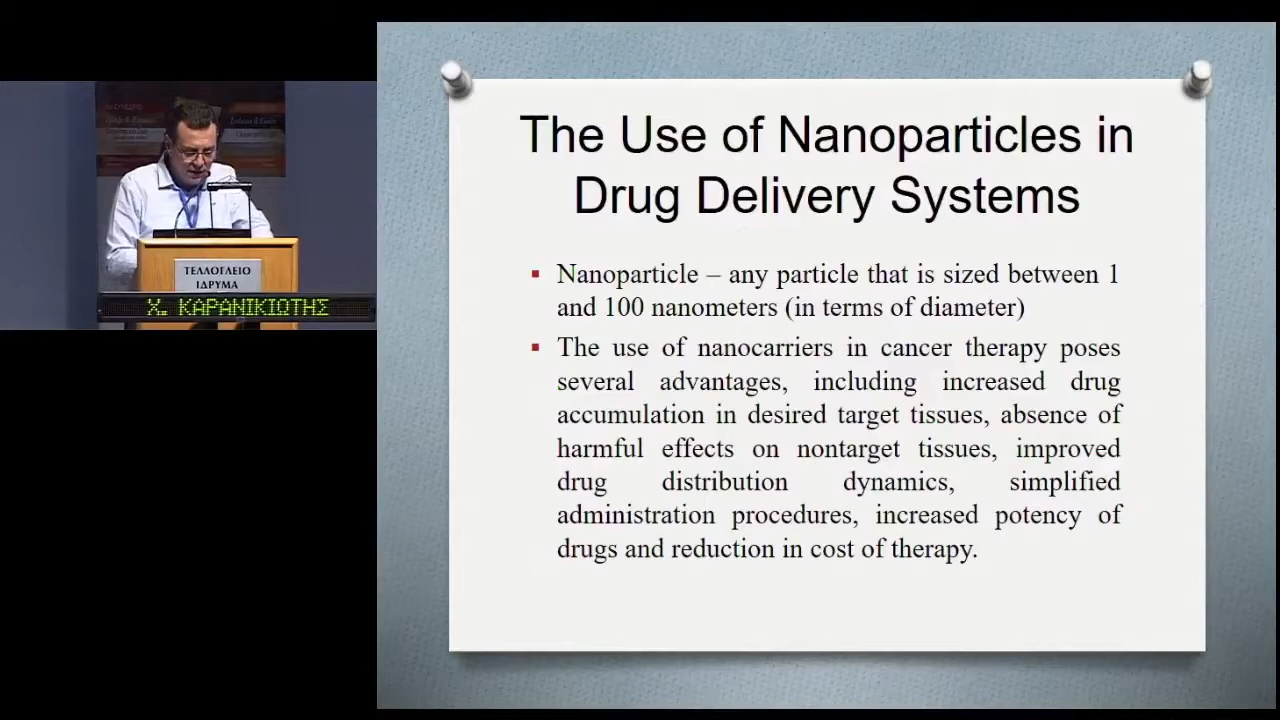 The Use of Nanoparticles in
Drug Delivery Systems
▪ Nanoparticle – any particle that is sized between 1
and 100 nanometers (in terms of diameter)
▪ The use of nanocarriers in cancer therapy poses
several advantages, including increased drug
accumulation in desired target tissues, absence of
harmful effects on nontarget tissues, improved
drug distribution dynamics, simplified
administration procedures, increased potency of
drugs and reduction in cost of therapy.
ΤΕΛΛΟΓΛΕΙΟ
ΙΔΡΥΜΑ
Χ. ΚΑΡΑΝΙΚΙΩΤΗΣ